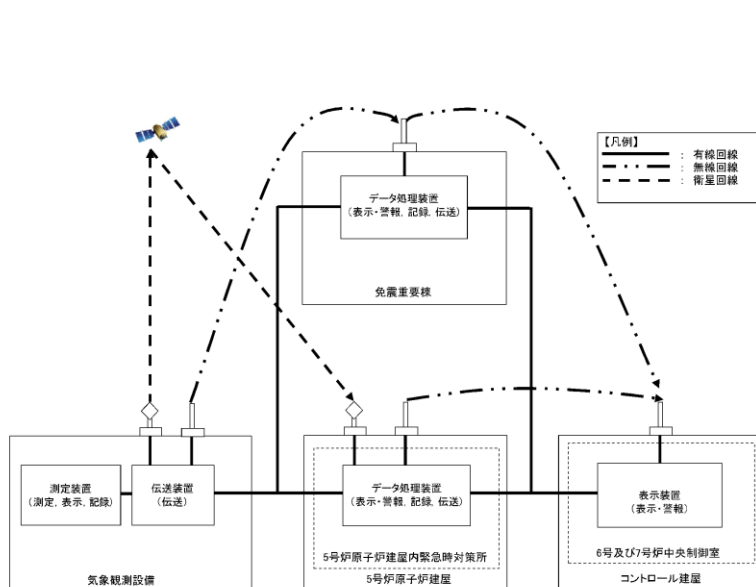 【凡例】
： 有線回線
： 無線回線
： 衛星回線
データ処理装置
（表示・警報，記録，伝送）
免震重要棟
測定装置
（測定，表示，記録）
伝送装置
（伝送）
気象観測設備
データ処理装置
（表示・警報，記録，伝送）
5号炉原子炉建屋内緊急時対策所
5号炉原子炉建屋
表示装置
（表示・警報）
6号及び7号炉中央制御室
コントロール建屋